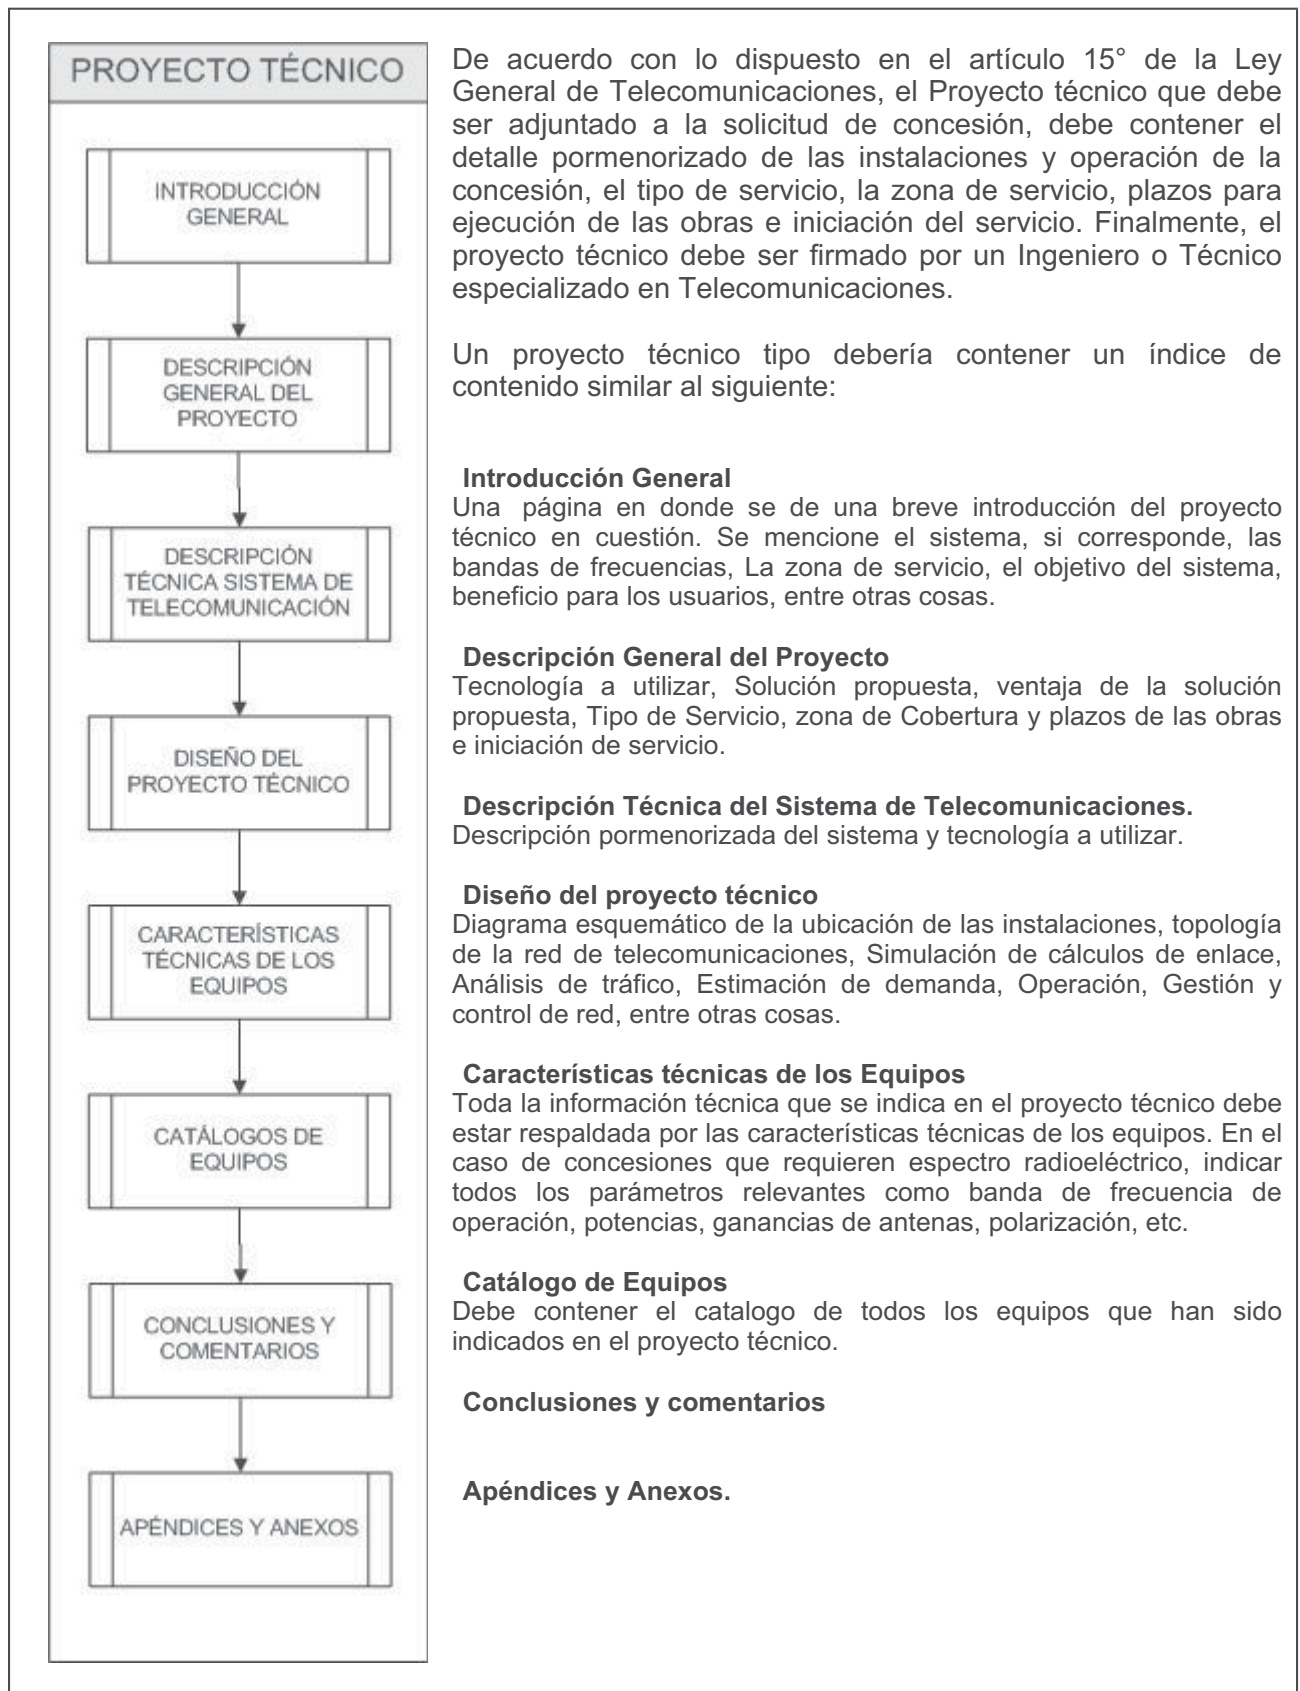 PROYECTO TÉCNICO
INTRODUCCIÓN
GENERAL
DESCRIPCIÓN
GENERAL DEL
PROYECTO
DESCRIPCIÓN
TÉCNICA SISTEMA DE
TELECOMUNICACIÓN
DISEÑO DEL
PROYECTO TÉCNICO
CARACTERÍSTICAS
TÉCNICAS DE LOS
EQUIPOS
CATÁLOGOS DE
EQUIPOS
CONCLUSIONES Y
COMENTARIOS
APÉNDICES Y ANEXOS
De acuerdo con lo dispuesto en el artículo 15° de la Ley
General de Telecomunicaciones, el Proyecto técnico que debe
ser adjuntado a la solicitud de concesión, debe contener el
detalle pormenorizado de las instalaciones y operación de la
concesión, el tipo de servicio, la zona de servicio, plazos para
ejecución de las obras e iniciación del servicio. Finalmente, el
proyecto técnico debe ser firmado por un Ingeniero o Técnico
especializado en Telecomunicaciones.
Un proyecto técnico tipo debería contener un índice de
contenido similar al siguiente:
Introducción General
Una página en donde se de una breve introducción del proyecto
técnico en cuestión. Se mencione el sistema, si corresponde, las
bandas de frecuencias, La zona de servicio, el objetivo del sistema,
beneficio para los usuarios, entre otras cosas.
Descripción General del Proyecto
Tecnología a utilizar, Solución propuesta, ventaja de la solución
propuesta, Tipo de Servicio, zona de Cobertura y plazos de las obras
e iniciación de servicio.
Descripción Técnica del Sistema de Telecomunicaciones.
Descripción pormenorizada del sistema y tecnología a utilizar.
Diseño del proyecto técnico
Diagrama esquemático de la ubicación de las instalaciones, topología
de la red de telecomunicaciones, Simulación de cálculos de enlace,
Análisis de tráfico, Estimación de demanda, Operación, Gestión y
control de red, entre otras cosas.
Características técnicas de los Equipos
Toda la información técnica que se indica en el proyecto técnico debe
estar respaldada por las características técnicas de los equipos. En el
caso de concesiones que requieren espectro radioeléctrico, indicar
todos los parámetros relevantes como banda de frecuencia de
operación, potencias, ganancias de antenas, polarización, etc.
Catálogo de Equipos
Debe contener el catalogo de todos los equipos que han sido
indicados en el proyecto técnico.
Conclusiones y comentarios
Apéndices y Anexos.